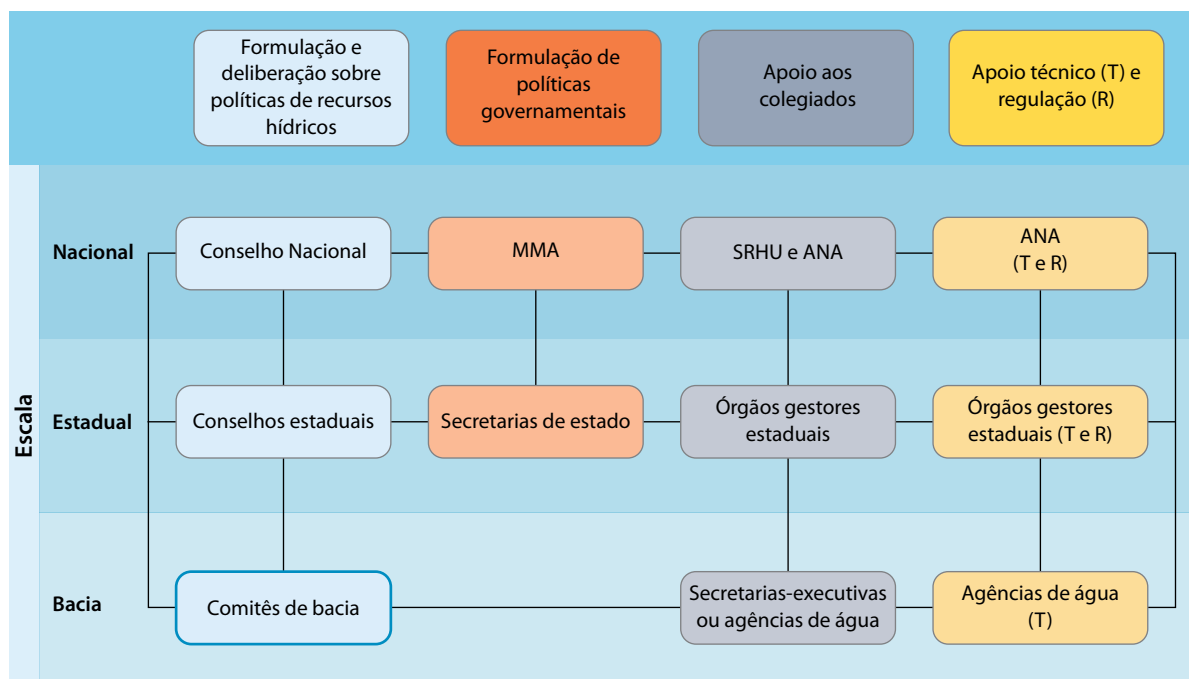 Formulação e
deliberação sobre
políticas de recursos
hídricos
Formulação de
políticas
governamentais
Apoio aos
colegiados
Apoio técnico (T) e
regulação (R)
Escala
Nacional
Conselho Nacional
MMA
SRHU e ANA
ANA
(T e R)
Estadual
Conselhos estaduais
Secretarias de estado
Órgãos gestores
estaduais
Órgãos gestores
estaduais (T e R)
Bacia
Comitês de bacia
Secretarias-executivas
ou agências de água
Agências de água
(T)